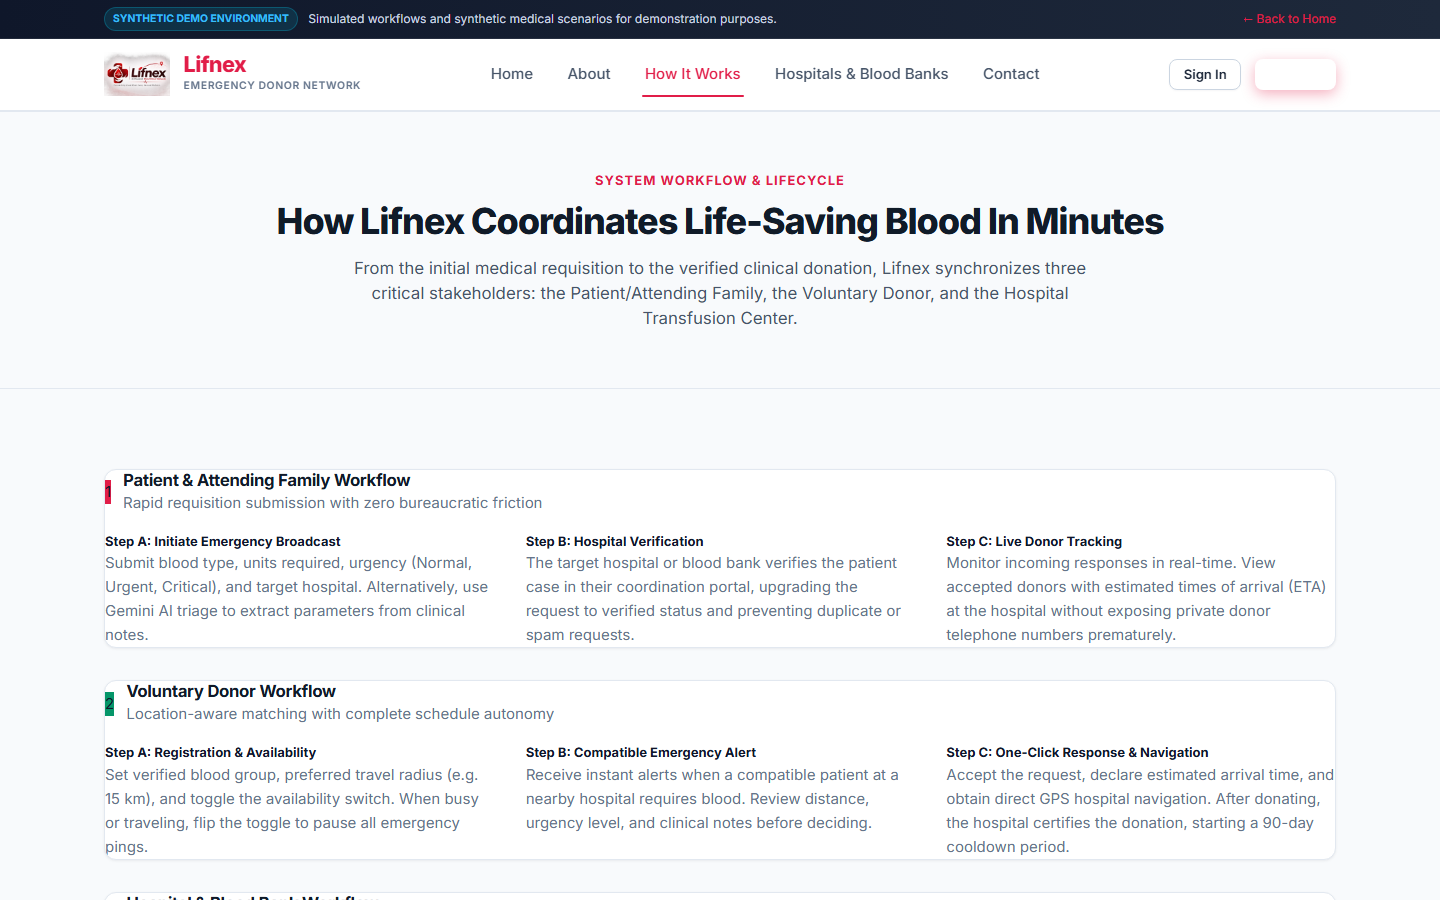 SYNTHETIC DEMO ENVIRONMENT Simulated workflows and synthetic medical scenarios for demonstration purposes. ← Back to Home
Lifnex
Lifnex
EMERGENCY DONOR NETWORK
Home About How It Works Hospitals & Blood Banks Contact
Sign In
SYSTEM WORKFLOW & LIFECYCLE
How Lifnex Coordinates Life-Saving Blood In Minutes
From the initial medical requisition to the verified clinical donation, Lifnex synchronizes three
critical stakeholders: the Patient/Attending Family, the Voluntary Donor, and the Hospital
Transfusion Center.
1
Patient & Attending Family Workflow
Rapid requisition submission with zero bureaucratic friction
Step A: Initiate Emergency Broadcast
Submit blood type, units required, urgency (Normal,
Urgent, Critical), and target hospital. Alternatively, use
Gemini AI triage to extract parameters from clinical
notes.
Step B: Hospital Verification
The target hospital or blood bank verifies the patient
case in their coordination portal, upgrading the
request to verified status and preventing duplicate or
spam requests.
Step C: Live Donor Tracking
Monitor incoming responses in real-time. View
accepted donors with estimated times of arrival (ETA)
at the hospital without exposing private donor
telephone numbers prematurely.
2
Voluntary Donor Workflow
Location-aware matching with complete schedule autonomy
Step A: Registration & Availability
Set verified blood group, preferred travel radius (e.g.
15 km), and toggle the availability switch. When busy
or traveling, flip the toggle to pause all emergency
pings.
Step B: Compatible Emergency Alert
Receive instant alerts when a compatible patient at a
nearby hospital requires blood. Review distance,
urgency level, and clinical notes before deciding.
Step C: One-Click Response & Navigation
Accept the request, declare estimated arrival time, and
obtain direct GPS hospital navigation. After donating,
the hospital certifies the donation, starting a 90-day
cooldown period.